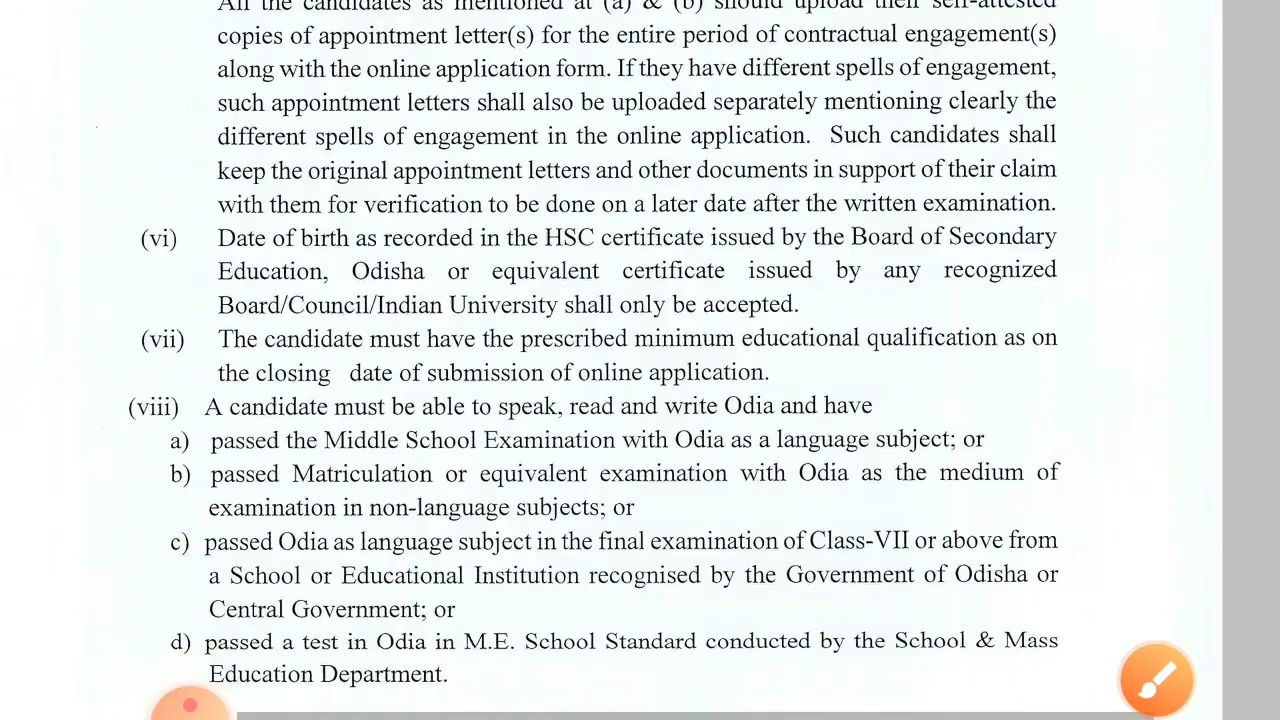 All the candidates as mentioned at (a) & (b) should upload their self-attested
copies of appointment letter(s) for the entire period of contractual engagement(s)
along with the online application form. If they have different spells of engagement,
such appointment letters shall also be uploaded separately mentioning clearly the
different spells of engagement in the online application. Such candidates shall
keep the original appointment letters and other documents in support of their claim
with them for verification to be done on a later date after the written examination.
(vi) Date of birth as recorded in the HSC certificate issued by the Board of Secondary
Education, Odisha or equivalent certificate issued by any recognized
Board/Council/Indian University shall only be accepted.
(vii) The candidate must have the prescribed minimum educational qualification as on
the closing date of submission of online application.
(viii) A candidate must be able to speak, read and write Odia and have
a) passed the Middle School Examination with Odia as a language subject; or
b) passed Matriculation or equivalent examination with Odia as the medium of
examination in non-language subjects; or
c) passed Odia as language subject in the final examination of Class-VII or above from
a School or Educational Institution recognised by the Government of Odisha or
Central Government; or
d) passed a test in Odia in M.E. School Standard conducted by the School & Mass
Education Department.